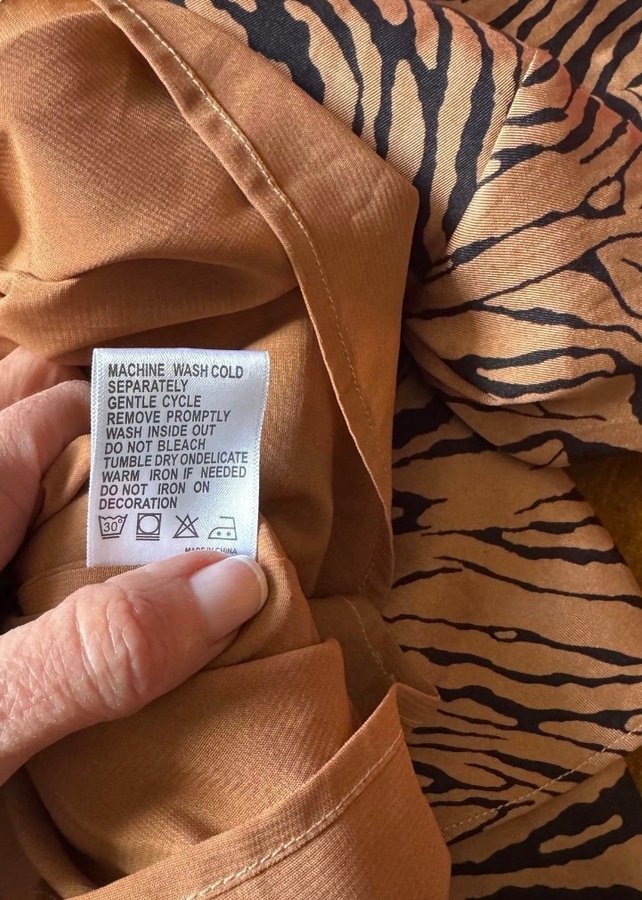 MACHINE WASH COLD
SEPARATELY
GENTLE CYCLE
REMOVE PROMPTLY
WASH INSIDE OUT
DO NOT BLEACH
TUMBLE DRY ONDELICATE
WARM IRON IF NEEDED
DO NOT IRON ON
DECORATION
30°
MADE IN CHINA